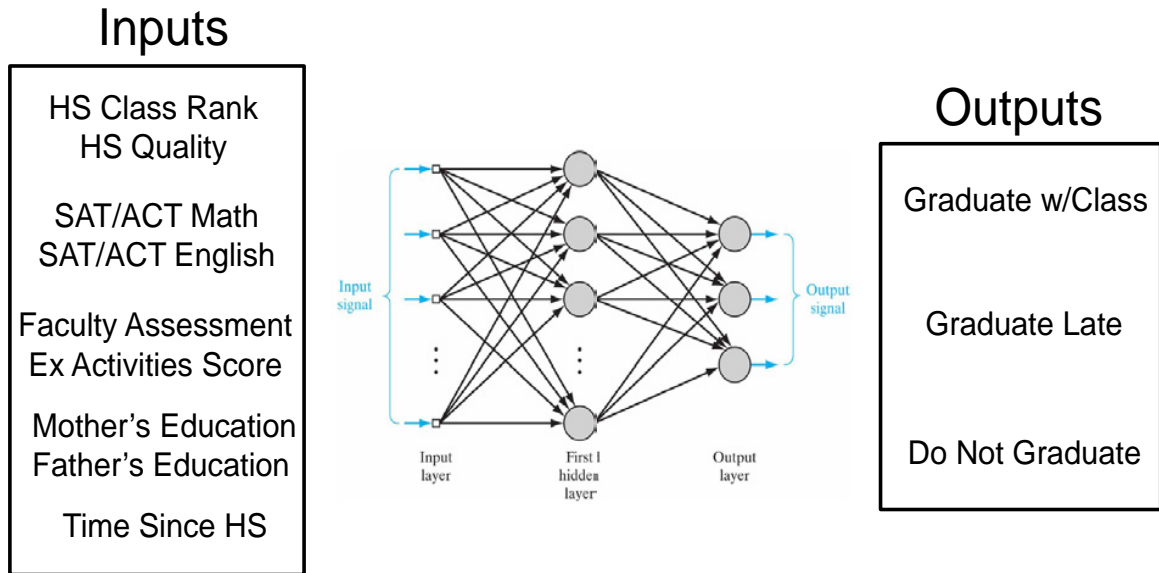 Inputs
HS Class Rank
HS Quality
SAT/ACT Math
SAT/ACT English
Faculty Assessment
Ex Activities Score
Mother's Education
Father's Education
Time Since HS
Input
signal
Input
layer
First
hidden
layer
Output
layer
Output
signal
Outputs
Graduate w/Class
Graduate Late
Do Not Graduate